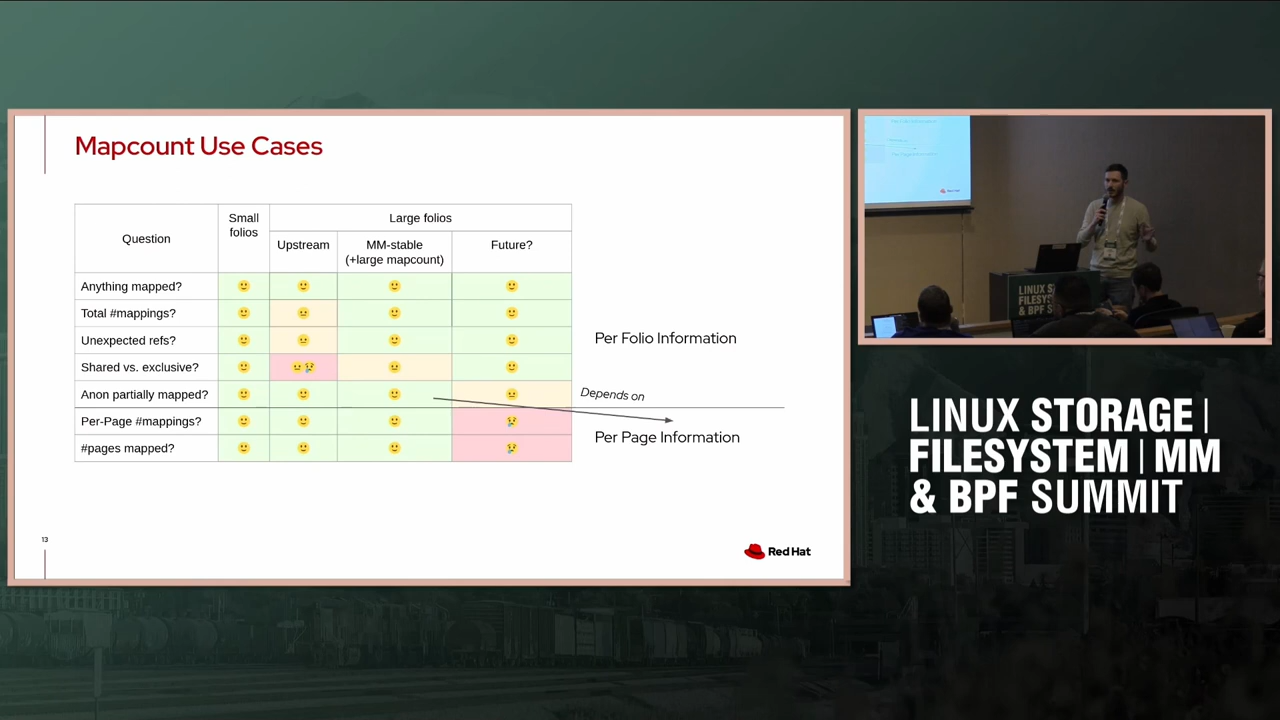 Mapcount Use Cases
Question
Small
folios
Large folios
Upstream
MM-stable
(+large mapcount)
Future?
Anything mapped?
Total #mappings?
Unexpected refs?
Shared vs. exclusive?
Anon partially mapped?
Per-Page #mappings?
#pages mapped?
Per Folio Information
Depends on
Per Page Information
13
Red Hat
LINUX STORAGE |
FILESYSTEM | MM
& BPF SUMMIT